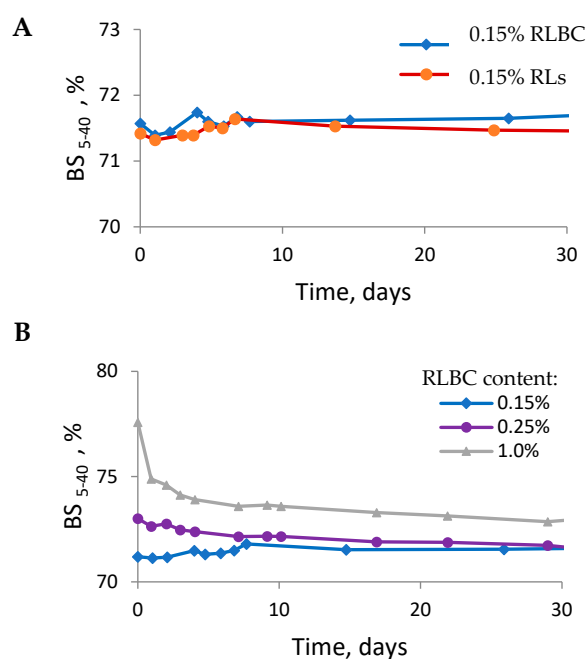 A
73
72
71
70
BS 5-40 , %
0.15% RLBC
0.15% RLs
0
10
20
30
Time, days
B
80
75
70
BS 5-40 , %
RLBC content:
0.15%
0.25%
1.0%
0
10
20
30
Time, days